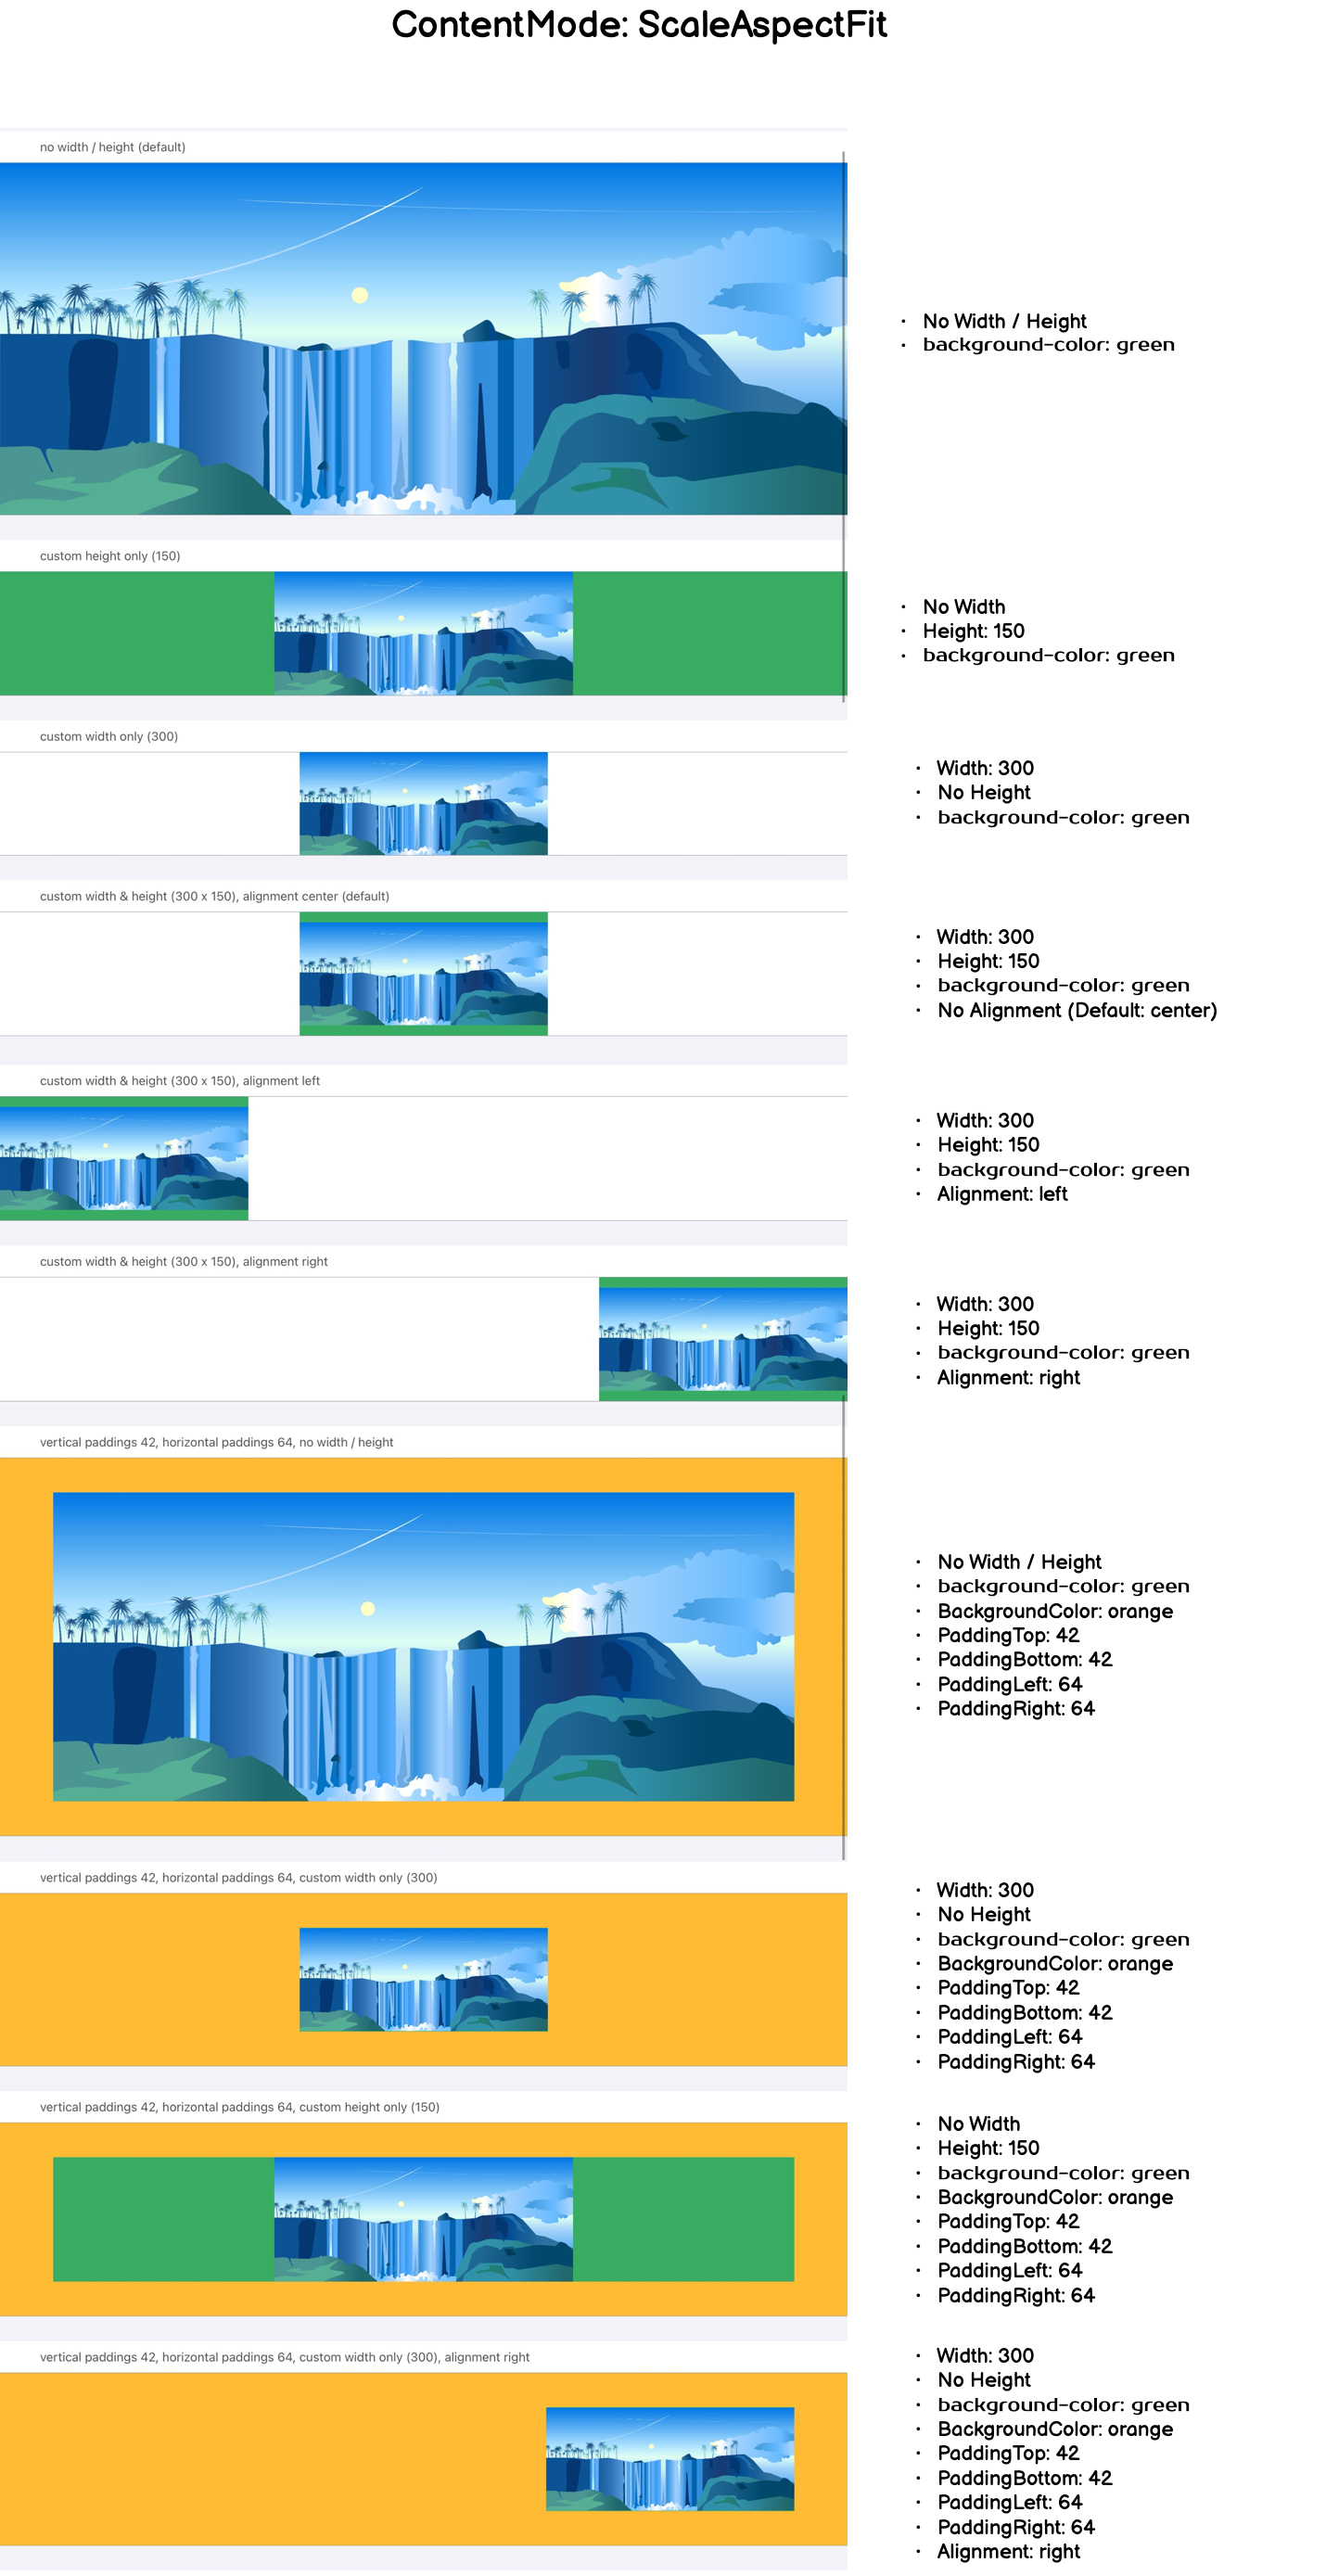 ContentMode: ScaleAspectFit
no width / height (default)
· No Width / Height
· background-color: green
custom height only (150)
· No Width
· Height: 150
· background-color: green
custom width only (300)
· Width: 300
· No Height
· background-color: green
custom width & height (300 x 150), alignment center (default)
· Width: 300
· Height: 150
· background-color: green
· No Alignment (Default: center)
custom width & height (300 x 150), alignment left
· Width: 300
· Height: 150
· background-color: green
· Alignment: left
custom width & height (300 x 150), alignment right
· Width: 300
· Height: 150
· background-color: green
· Alignment: right
vertical paddings 42, horizontal paddings 64, no width / height
· No Width / Height
· background-color: green
· BackgroundColor: orange
· PaddingTop: 42
· PaddingBottom: 42
· PaddingLeft: 64
· PaddingRight: 64
vertical paddings 42, horizontal paddings 64, custom width only (300)
· Width: 300
· No Height
· background-color: green
· BackgroundColor: orange
· PaddingTop: 42
· PaddingBottom: 42
· PaddingLeft: 64
· PaddingRight: 64
vertical paddings 42, horizontal paddings 64, custom height only (150)
· No Width
· Height: 150
· background-color: green
· BackgroundColor: orange
· PaddingTop: 42
· PaddingBottom: 42
· PaddingLeft: 64
· PaddingRight: 64
vertical paddings 42, horizontal paddings 64, custom width only (300), alignment right
· Width: 300
· No Height
· background-color: green
· BackgroundColor: orange
· PaddingTop: 42
· PaddingBottom: 42
· PaddingLeft: 64
· PaddingRight: 64
· Alignment: right